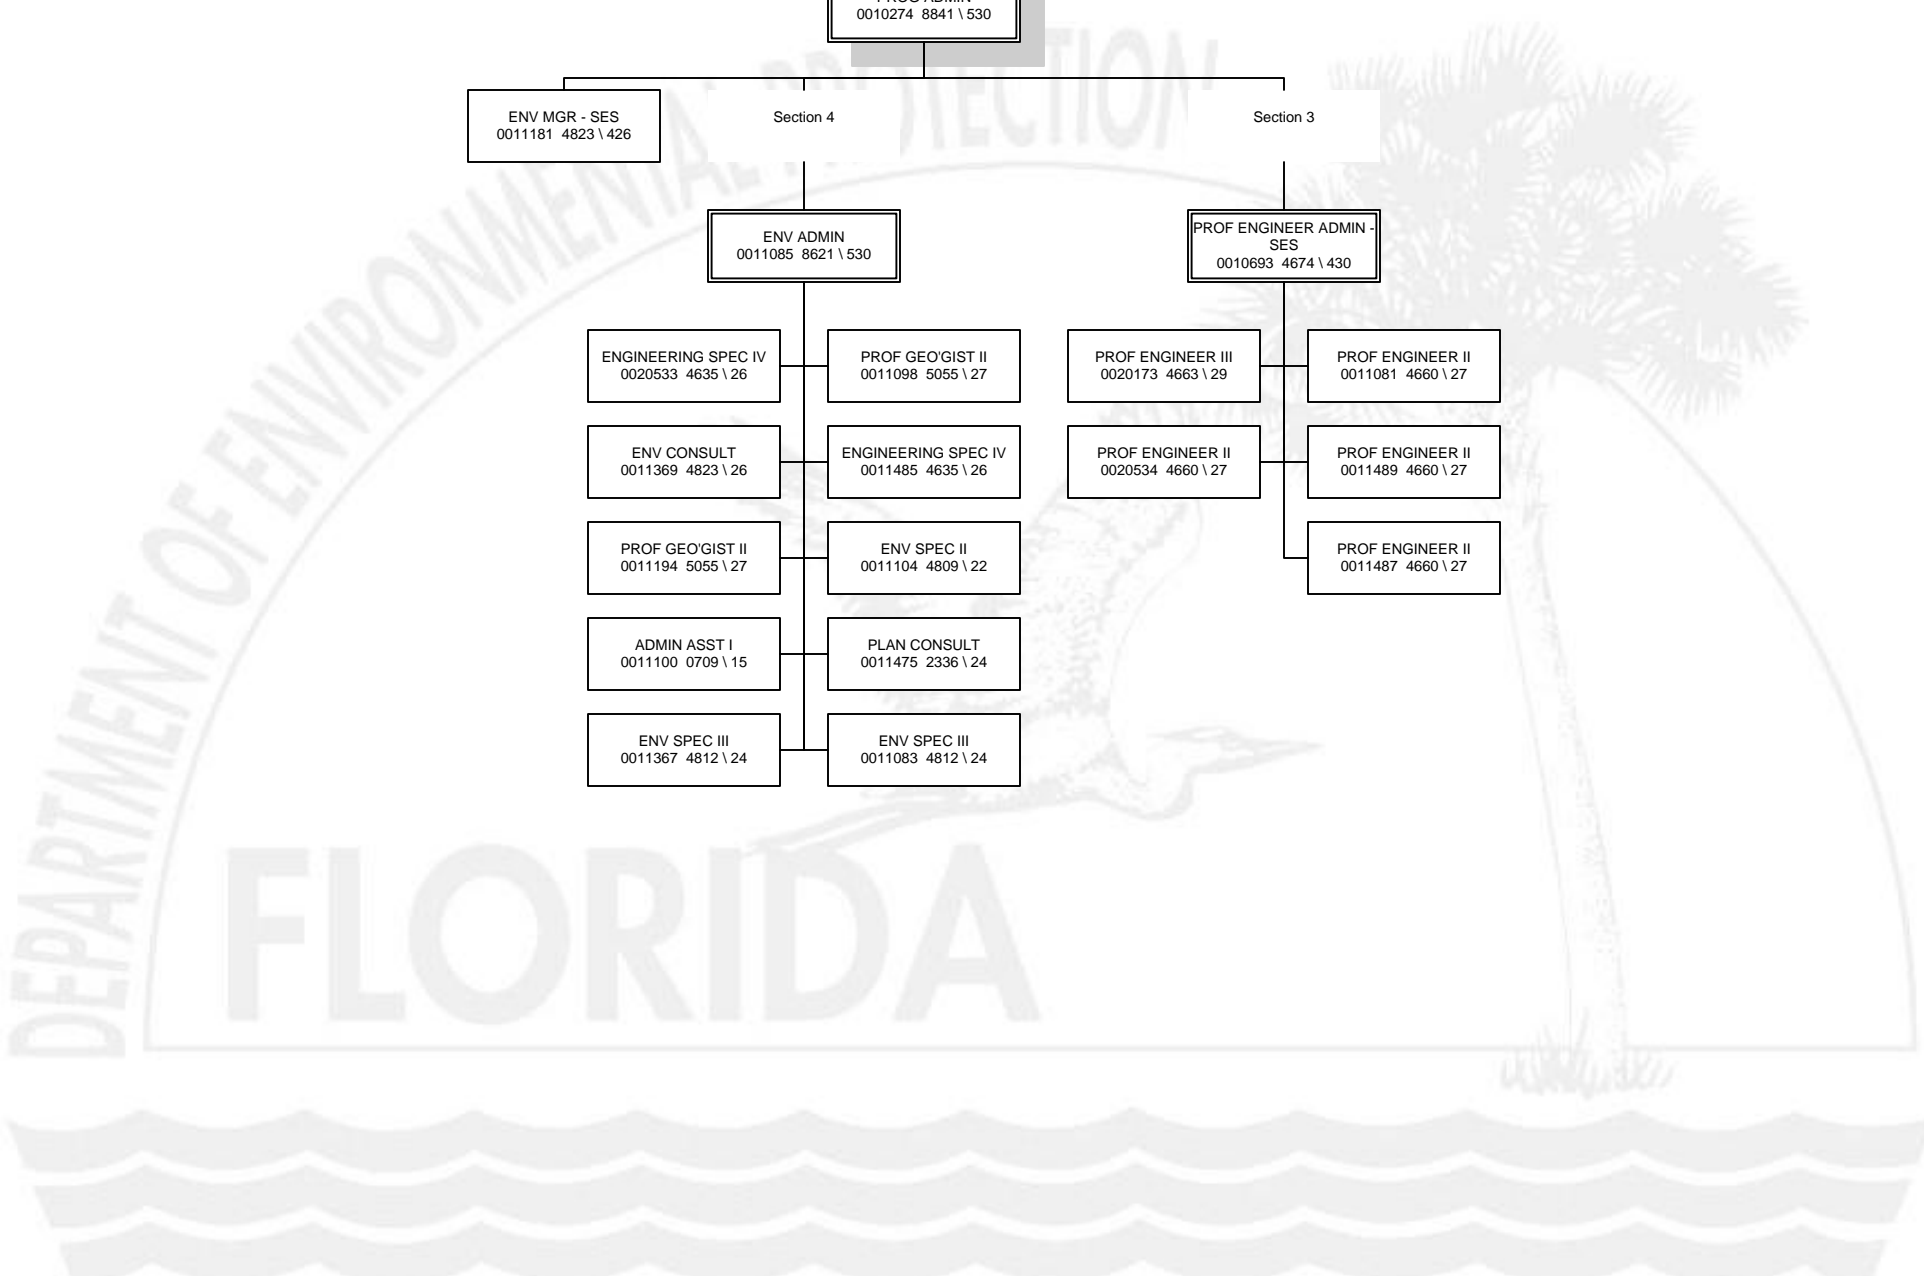 PROG ADMIN
0010274 8841 \ 530
ENV MGR - SES
0011181 4823 \ 426
Section 4
Section 3
ENV ADMIN
0011085 8621 \ 530
PROF ENGINEER ADMIN -
SES
0010693 4674 \ 430
ENGINEERING SPEC IV
0020533 4635 \ 26
PROF GEO'GIST II
0011098 5055 \ 27
PROF ENGINEER III
0020173 4663 \ 29
PROF ENGINEER II
0011081 4660 \ 27
ENV CONSULT
0011369 4823 \ 26
ENGINEERING SPEC IV
0011485 4635 \ 26
PROF ENGINEER II
0020534 4660 \ 27
PROF ENGINEER II
0011489 4660 \ 27
PROF GEO'GIST II
0011194 5055 \ 27
ENV SPEC II
0011104 4809 \ 22
PROF ENGINEER II
0011487 4660 \ 27
ADMIN ASST I
0011100 0709 \ 15
PLAN CONSULT
0011475 2336 \ 24
ENV SPEC III
0011367 4812 \ 24
ENV SPEC III
0011083 4812 \ 24
DEPARTMENT OF ENVIRONMENTAL PROTECTION
FLORIDA